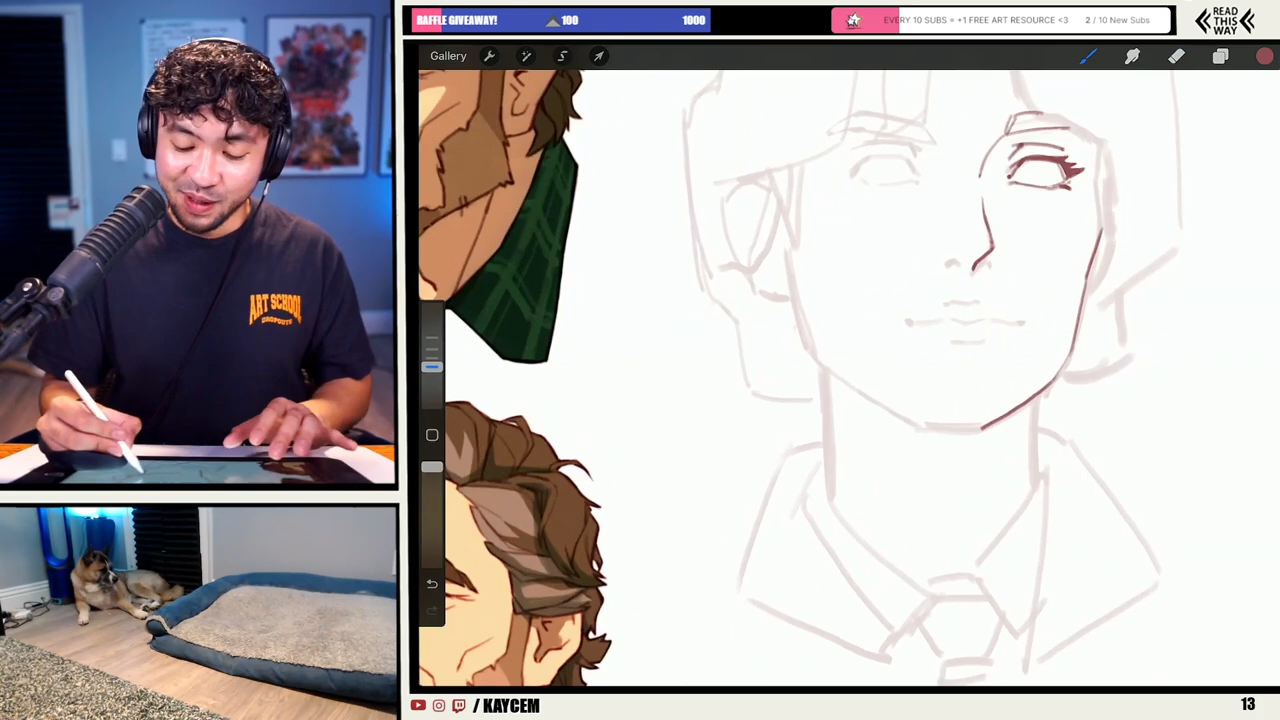 RAFFLE GIVEAWAY!
100
1000
EVERY 10 SUBS = +1 FREE ART RESOURCE <3
2 / 10 New Subs
READ
THIS
WAY
Gallery
ART SCHOOL
DROPOUTS
/ KAYCEM
13